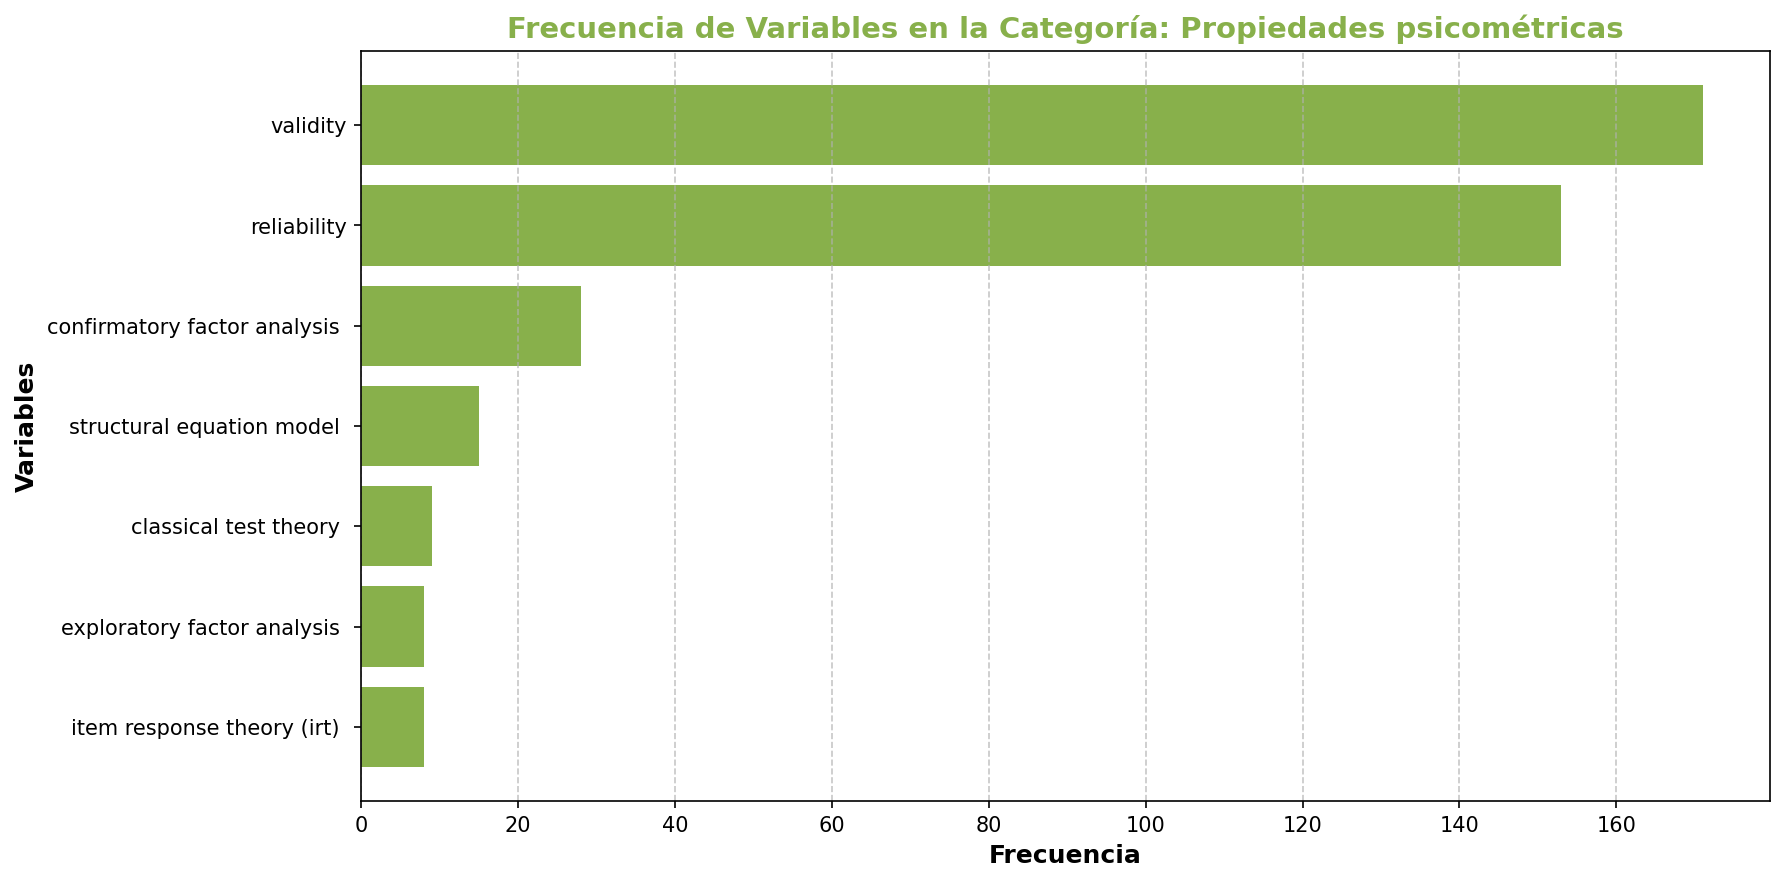 Frecuencia de Variables en la Categoría: Propiedades psicométricas
validity
reliability
confirmatory factor analysis
structural equation model
classical test theory
exploratory factor analysis
item response theory (irt)
Variables
0 20 40 60 80 100 120 140 160
Frecuencia